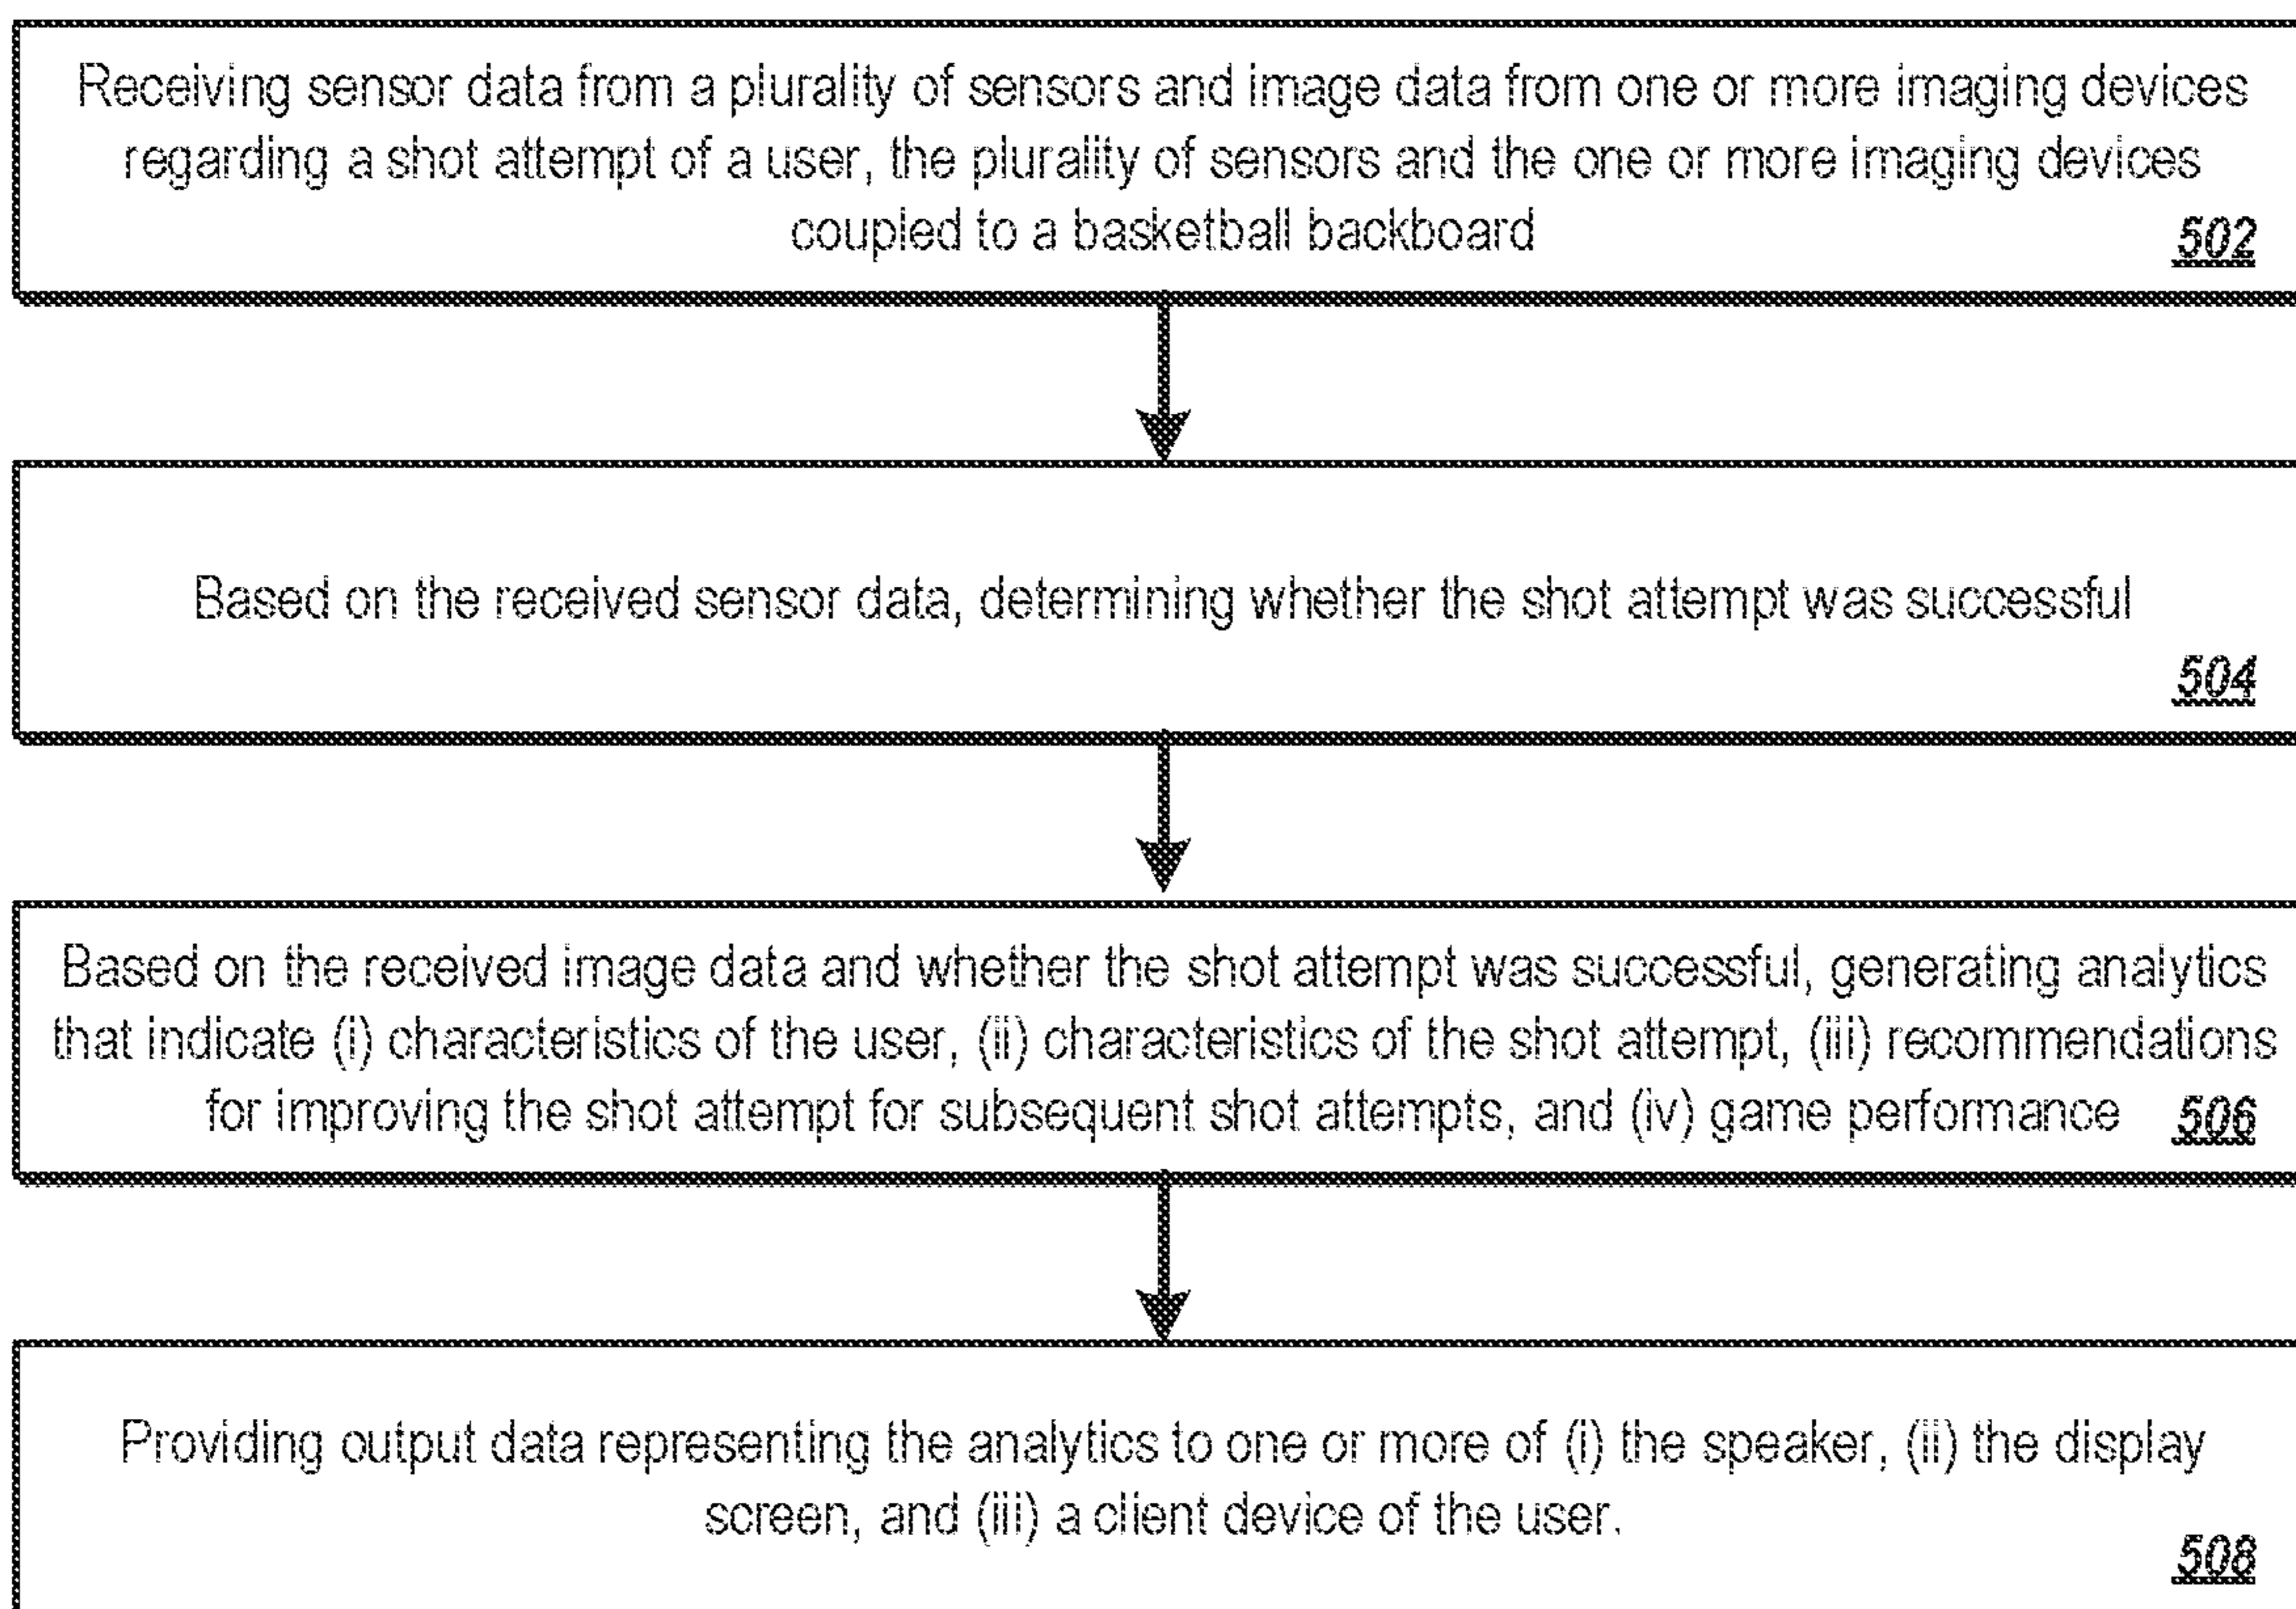 Receiving sensor data from a plurality of sensors and image data from one or more imaging devices
regarding a shot attempt of a user, the plurality of sensors and the one or more imaging devices
coupled to a basketball backboard
502
Based on the received sensor data, determining whether the shot attempt was successful
504
Based on the received image data and whether the shot attempt was successful, generating analytics
that indicate (i) characteristics of the user, (ii) characteristics of the shot attempt, (iii) recommendations
for improving the shot attempt for subsequent shot attempts, and (iv) game performance 506
Providing output data representing the analytics to one or more of (i) the speaker, (ii) the display
screen, and (iii) a client device of the user.
508